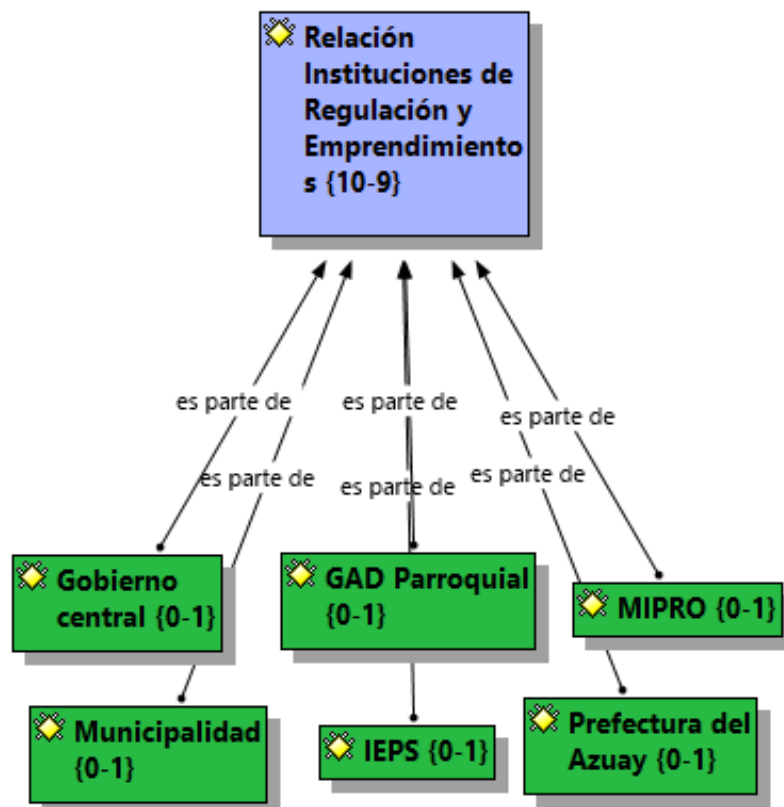 Relación
Instituciones de
Regulación y
Emprendimiento
s {10-9}
es parte de
es parte de
es parte de
es parte de
es parte de
es parte de
Gobierno
central {0-1}
GAD Parroquial
{0-1}
MIPRO {0-1}
Municipalidad
{0-1}
IEPS {0-1}
Prefectura del
Azuay {0-1}